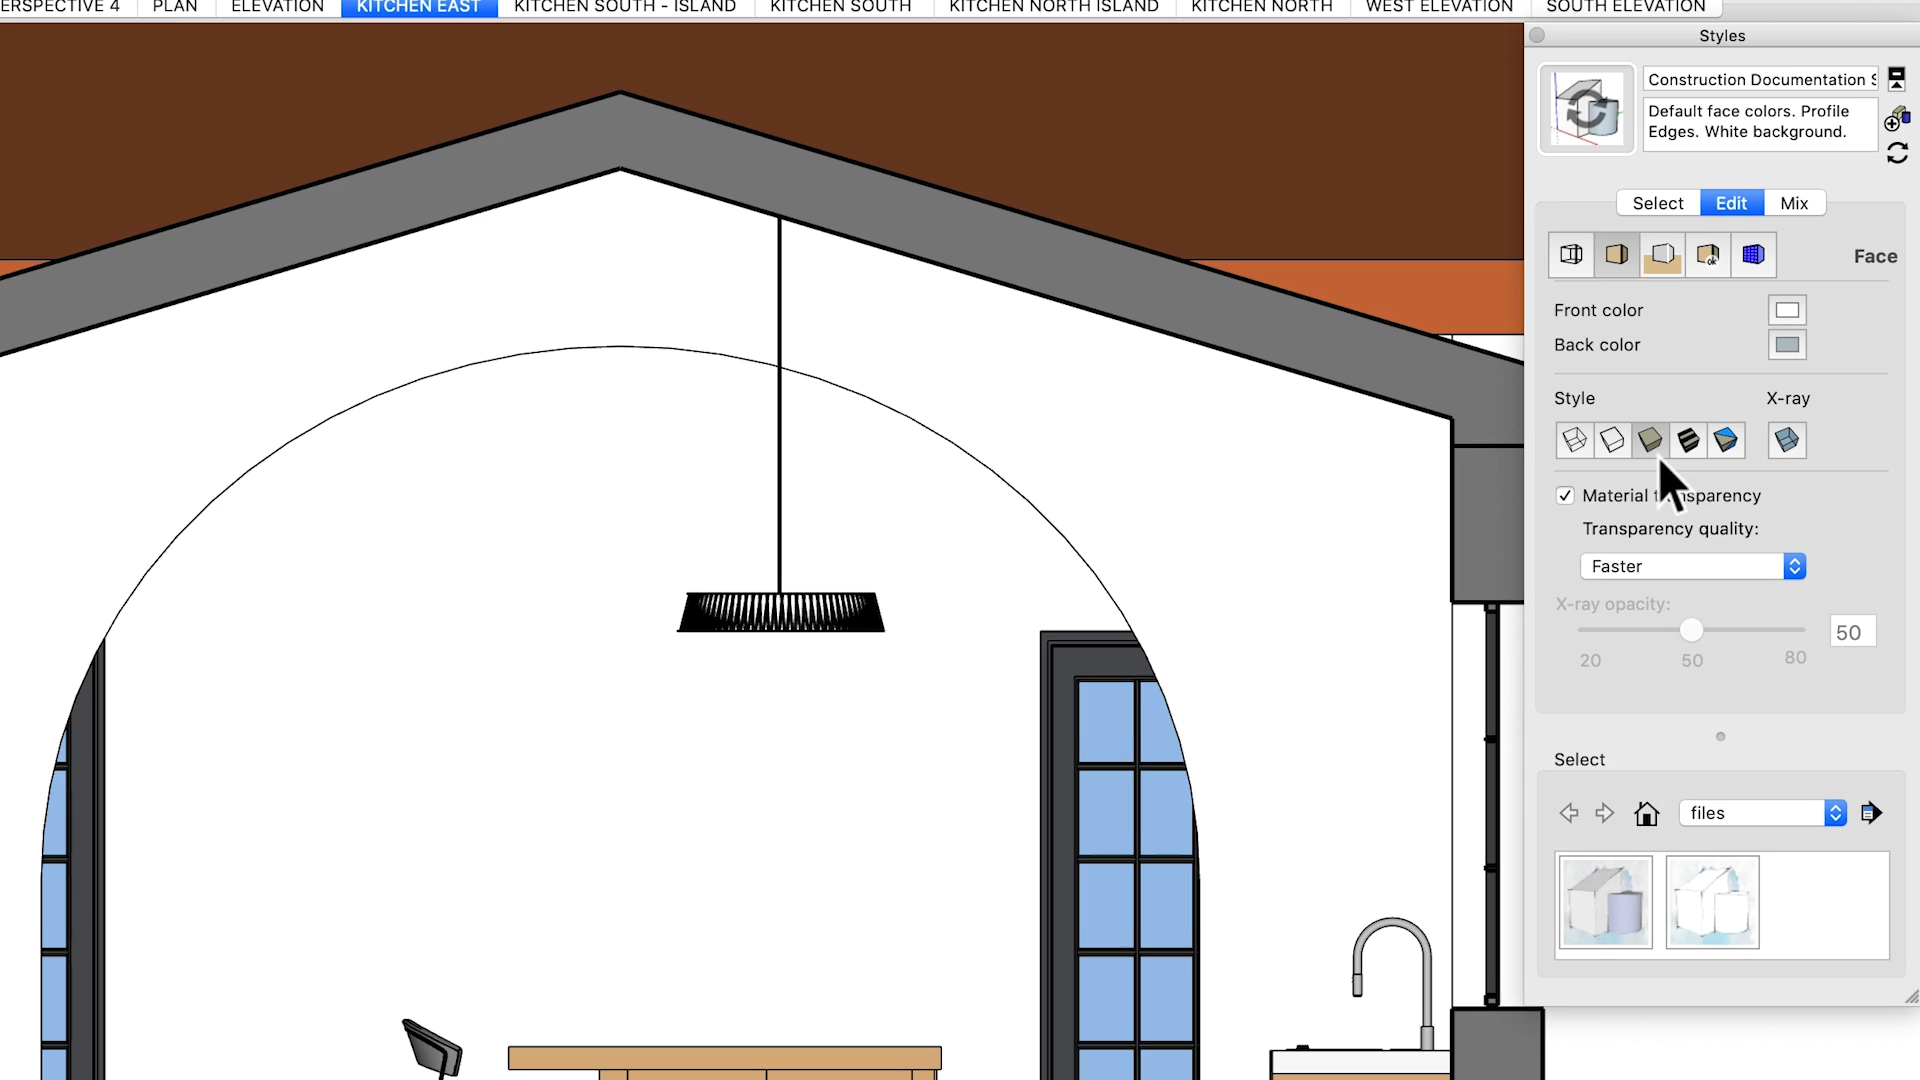 ERSPECTIVE 4 PLAN ELEVATION KITCHEN EAST KITCHEN SOUTH - ISLAND KITCHEN SOUTH KITCHEN NORTH ISLAND KITCHEN NORTH WEST ELEVATION SOUTH ELEVATION
Styles
Construction Documentation S
Default face colors. Profile
Edges. White background.
Select Edit Mix
Face
Front color
Back color
Style X-ray
Material sparency
Transparency quality:
Faster
X-ray opacity:
50
20 50 80
Select
files